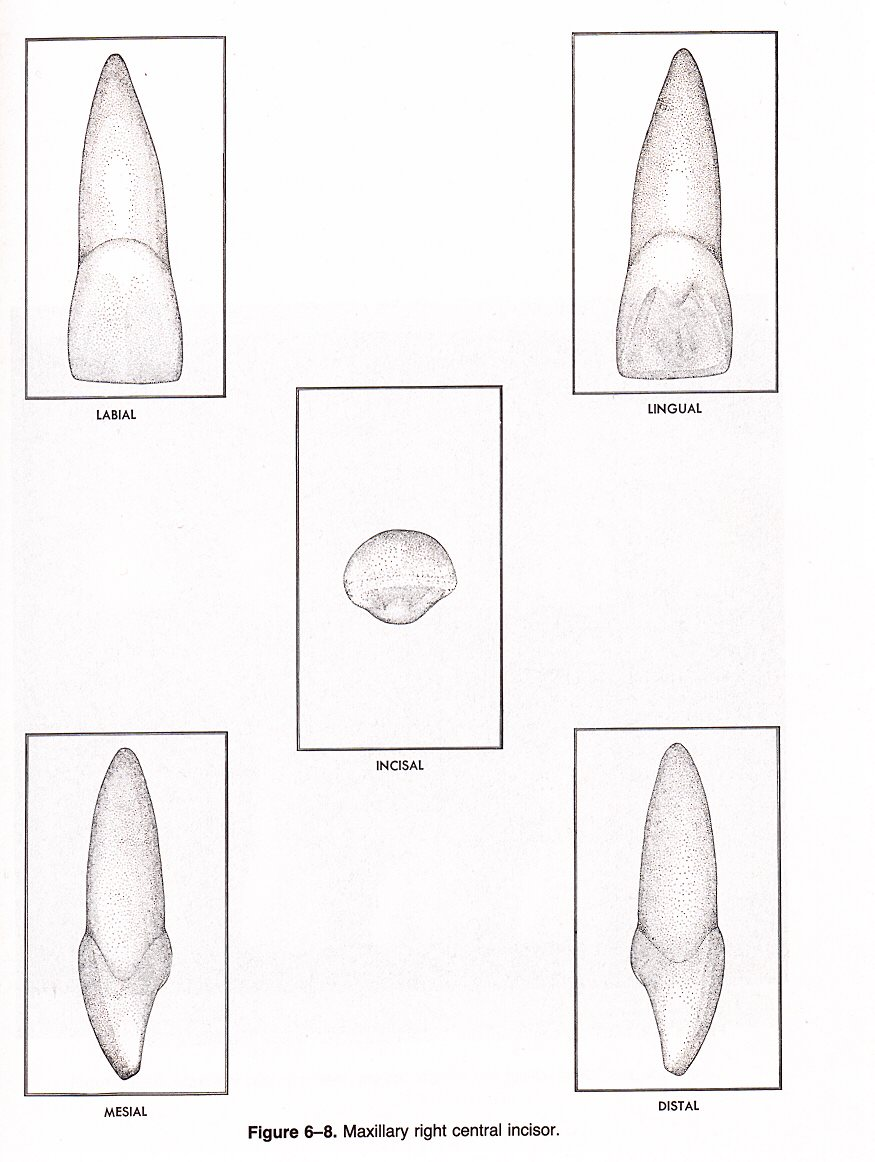 LABIAL
LINGUAL
INCISAL
MESIAL
DISTAL
Figure 6–8. Maxillary right central incisor.